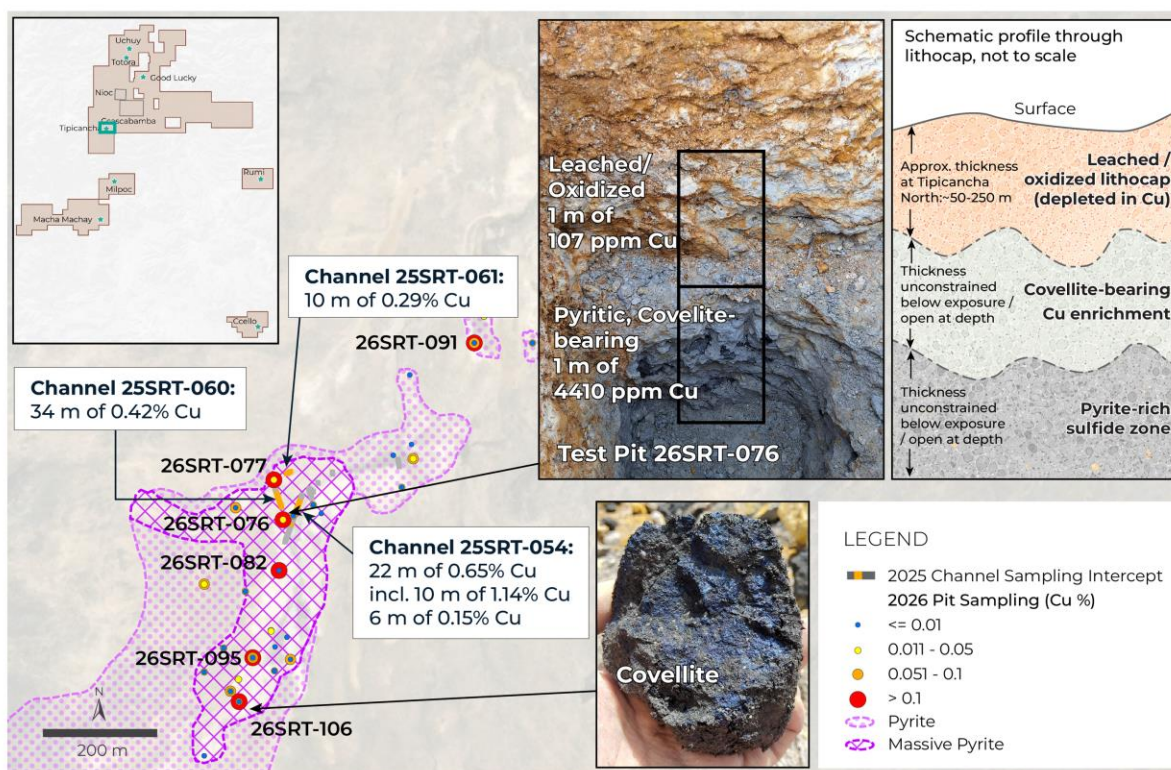 Uchuy
Totora
Good Lucky
Nioc
Ccascabamba
Tipicancha
Milpoc
Rumi
Macha Machay
Ccello
Channel 25SRT-061:
10 m of 0.29% Cu
26SRT-091
Channel 25SRT-060:
34 m of 0.42% Cu
26SRT-077
26SRT-076
26SRT-082
Channel 25SRT-054:
22 m of 0.65% Cu
incl. 10 m of 1.14% Cu
6 m of 0.15% Cu
26SRT-095
26SRT-106
N
200 m
Leached/
Oxidized
1 m of
107 ppm Cu
Pyritic, Covelite-
bearing
1 m of
4410 ppm Cu
Test Pit 26SRT-076
Covellite
Schematic profile through
lithocap, not to scale
Surface
Approx. thickness
at Tipicancha
North:~50-250 m
Leached /
oxidized lithocap
(depleted in Cu)
Thickness
unconstrained
below exposure /
open at depth
Covellite-bearing
Cu enrichment
Thickness
unconstrained
below exposure
/ open at depth
Pyrite-rich
sulfide zone
LEGEND
2025 Channel Sampling Intercept
2026 Pit Sampling (Cu %)
<= 0.01
0.011 - 0.05
0.051 - 0.1
> 0.1
Pyrite
Massive Pyrite